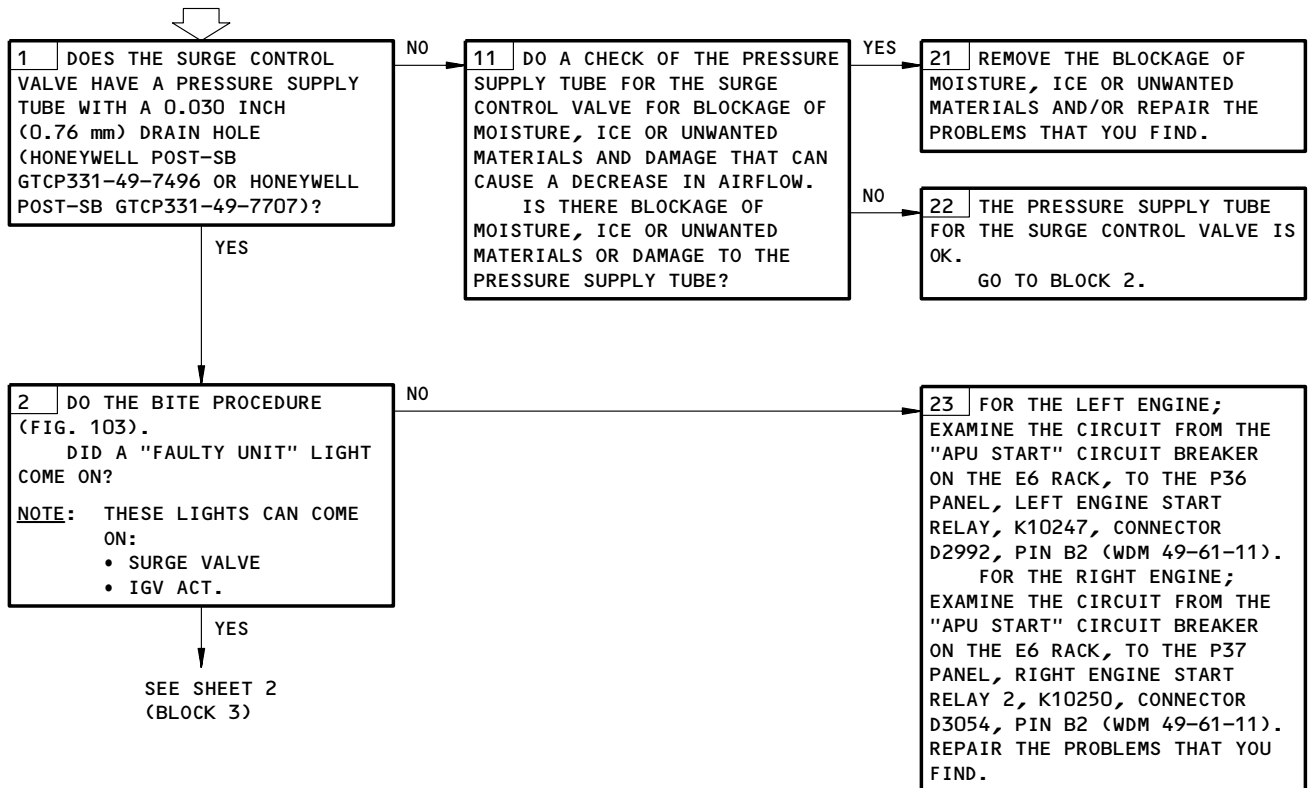 1 DOES THE SURGE CONTROL
VALVE HAVE A PRESSURE SUPPLY
TUBE WITH A 0.030 INCH
(0.76 mm) DRAIN HOLE
(HONEYWELL POST-SB
GTCP331-49-7496 OR HONEYWELL
POST-SB GTCP331-49-7707)?
NO
YES
11 DO A CHECK OF THE PRESSURE
SUPPLY TUBE FOR THE SURGE
CONTROL VALVE FOR BLOCKAGE OF
MOISTURE, ICE OR UNWANTED
MATERIALS AND DAMAGE THAT CAN
CAUSE A DECREASE IN AIRFLOW.
IS THERE BLOCKAGE OF
MOISTURE, ICE OR UNWANTED
MATERIALS OR DAMAGE TO THE
PRESSURE SUPPLY TUBE?
YES
21 REMOVE THE BLOCKAGE OF
MOISTURE, ICE OR UNWANTED
MATERIALS AND/OR REPAIR THE
PROBLEMS THAT YOU FIND.
NO
22 THE PRESSURE SUPPLY TUBE
FOR THE SURGE CONTROL VALVE IS
OK.
GO TO BLOCK 2.
2 DO THE BITE PROCEDURE
(FIG. 103).
DID A "FAULTY UNIT" LIGHT
COME ON?
NOTE: THESE LIGHTS CAN COME
ON:
• SURGE VALVE
• IGV ACT.
NO
YES
SEE SHEET 2
(BLOCK 3)
23 FOR THE LEFT ENGINE;
EXAMINE THE CIRCUIT FROM THE
"APU START" CIRCUIT BREAKER
ON THE E6 RACK, TO THE P36
PANEL, LEFT ENGINE START
RELAY, K10247, CONNECTOR
D2992, PIN B2 (WDM 49-61-11).
FOR THE RIGHT ENGINE;
EXAMINE THE CIRCUIT FROM THE
"APU START" CIRCUIT BREAKER
ON THE E6 RACK, TO THE P37
PANEL, RIGHT ENGINE START
RELAY 2, K10250, CONNECTOR
D3054, PIN B2 (WDM 49-61-11).
REPAIR THE PROBLEMS THAT YOU
FIND.